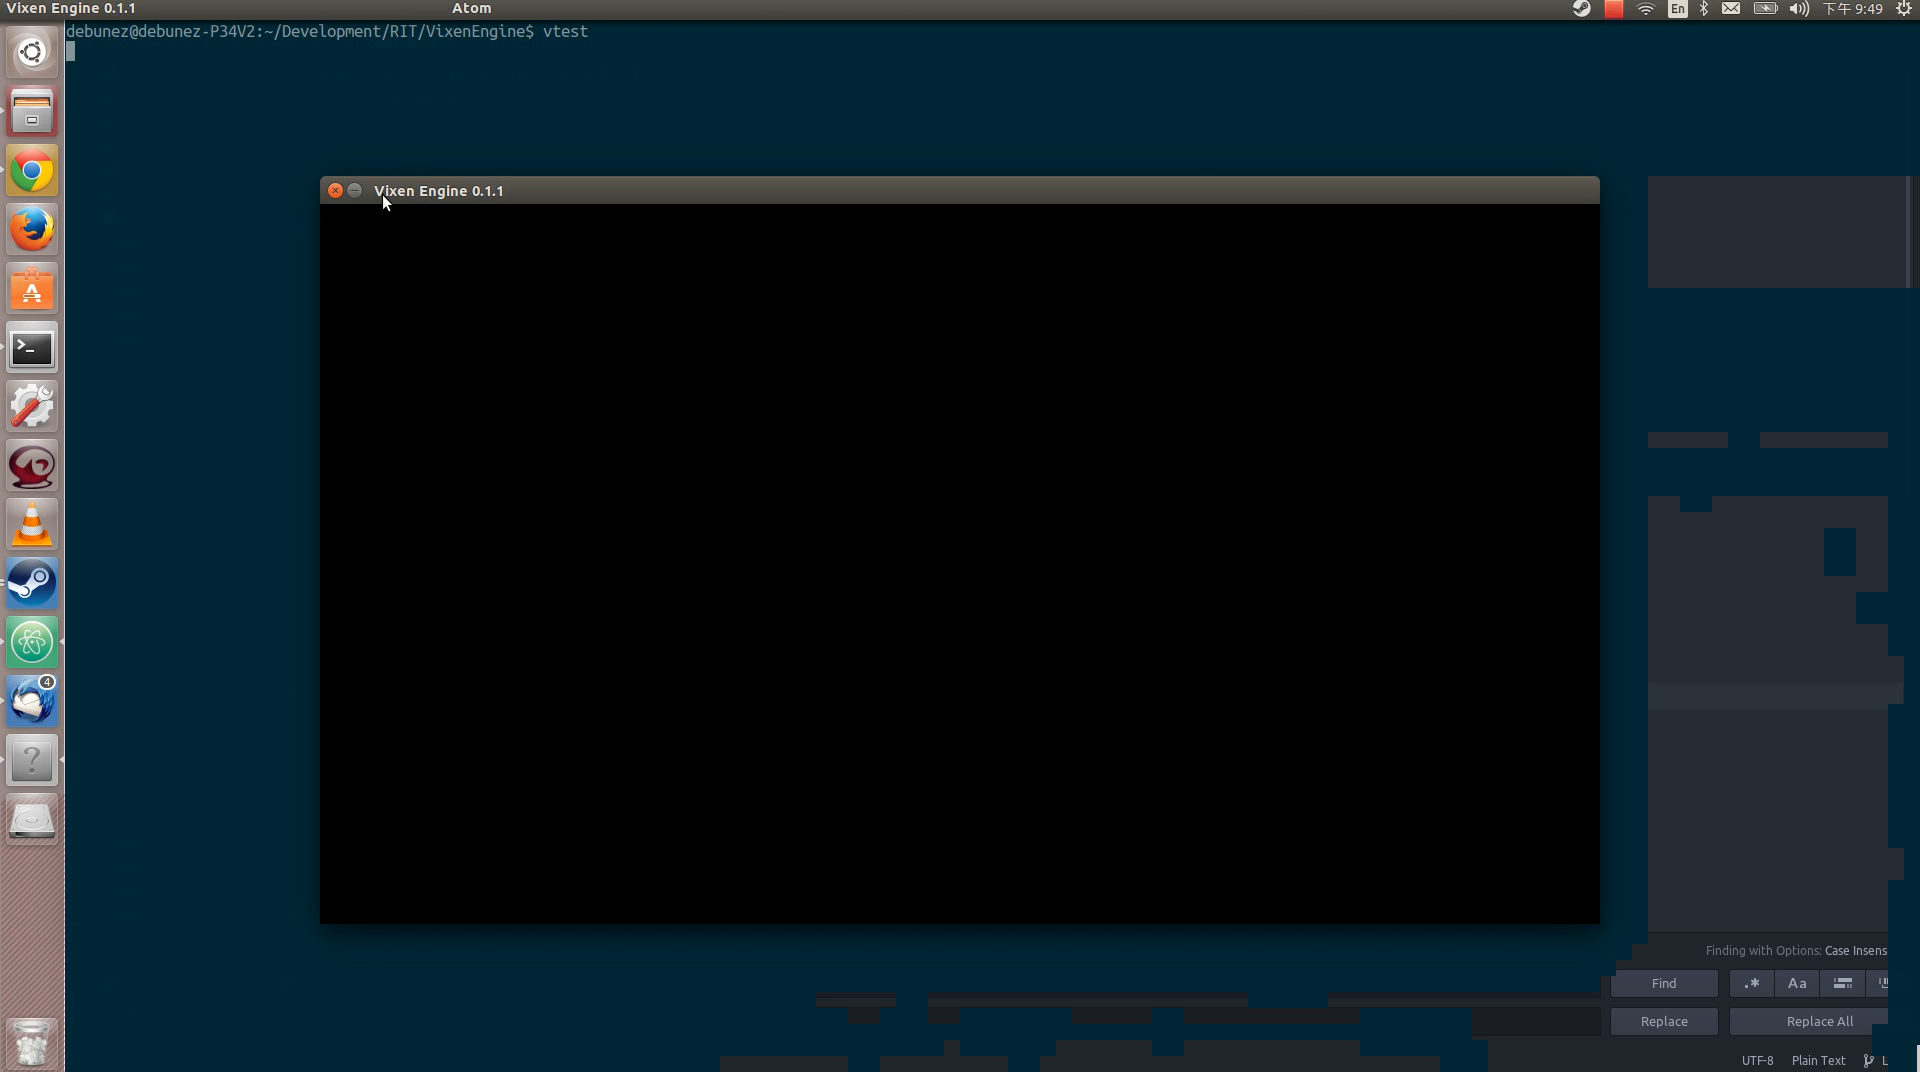 Vixen Engine 0.1.1
Atom
En
下午 9:49
debunez@debunez-P34V2:~/Development/RIT/VixenEngine$ vtest
Vixen Engine 0.1.1
4
Finding with Options: Case Insens
Find
.*
Aa
Replace
Replace All
UTF-8
Plain Text
L